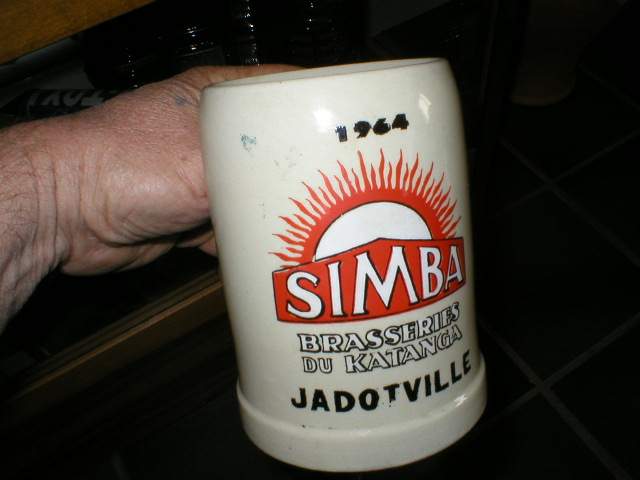 1964
SIMBA
BRASSERIES
DU KATANGA
JADOTVILLE